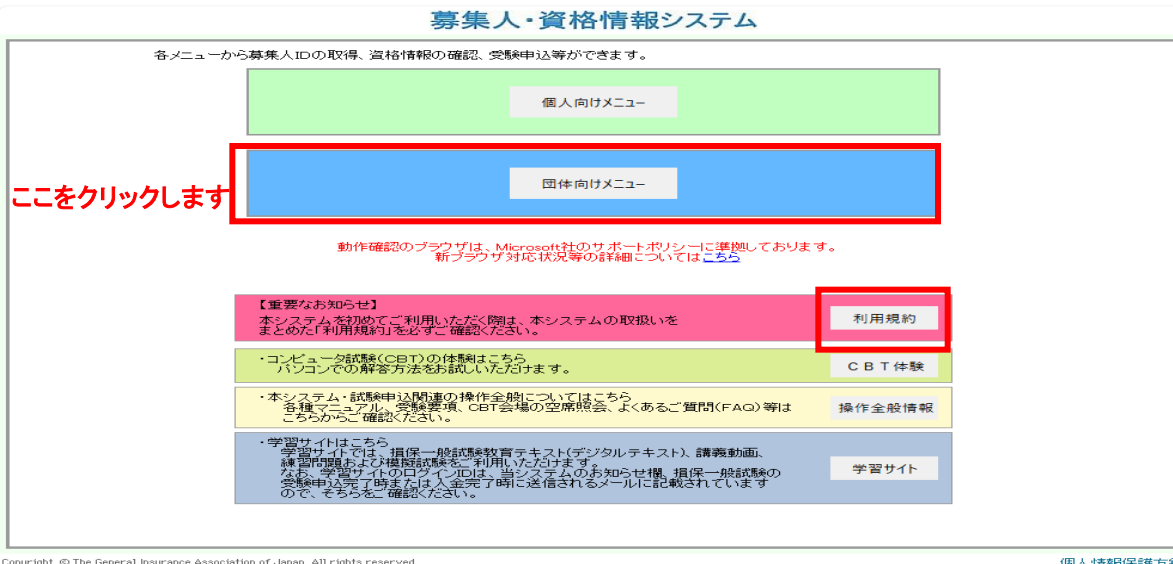 募集人・資格情報システム
各メニューから募集人IDの取得、資格情報の確認、受験申込等ができます。
個人向けメニュー
団体向けメニュー
ここをクリックします
動作確認のブラウザは、Microsoft社のサポートポリシーに準拠しております。
新ブラウザ対応状況等の詳細についてはこちら
【重要なお知らせ】
本システムを初めてご利用いただく際は、本システムの取扱いを
まとめた「利用規約」を必ずご確認ください。
利用規約
・コンピュータ試験(CBT)の体験はこちら
パソコンでの解答方法をお試しいただけます。
CBT体験
・本システム・試験申込関連の操作全般についてはこちら
各種マニュアル、受験要項、CBT会場の空席照会、よくあるご質問(FAQ)等は
こちらからご確認ください。
操作全般情報
・学習サイトはこちら
学習サイトでは、損保一般試験教育テキスト(デジタルテキスト)、講義動画、
練習問題および模擬試験をご利用いただけます。
なお、学習サイトのログインIDは、当システムのお知らせ欄、損保一般試験の
受験申込完了時または入金完了時に送信されるメールに記載されています
ので、そちらをご確認ください。
学習サイト
Copyright © The General Insurance Association of Japan. All rights reserved.
個人情報保護方針